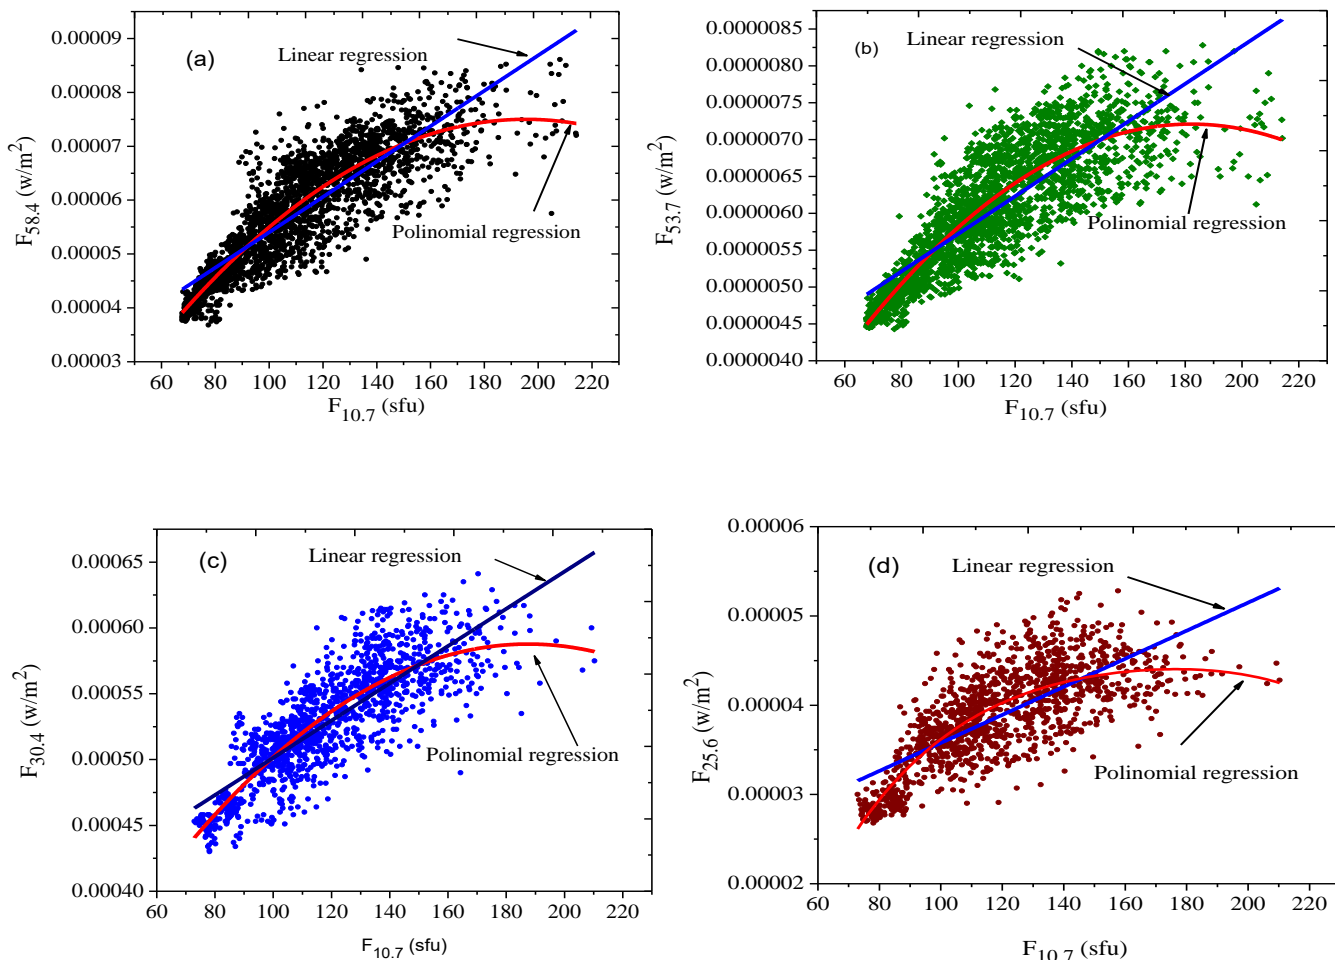 (a)
Linear regression
Polinomial regression
0.00009
0.00008
0.00007
0.00006
0.00005
0.00004
0.00003
F58.4 (w/m2)
60 80 100 120 140 160 180 200 220
F10.7 (sfu)
(b)
Linear regression
Polinomial regression
0.0000085
0.0000080
0.0000075
0.0000070
0.0000065
0.0000060
0.0000055
0.0000050
0.0000045
0.0000040
F53.7 (w/m2)
60 80 100 120 140 160 180 200 220
F10.7 (sfu)
(c)
Linear regression
Polinomial regression
0.00065
0.00060
0.00055
0.00050
0.00045
0.00040
F30.4 (w/m2)
60 80 100 120 140 160 180 200 220
F10.7 (sfu)
(d)
Linear regression
Polinomial regression
0.00006
0.00005
0.00004
0.00003
0.00002
F25.6 (w/m2)
60 80 100 120 140 160 180 200 220
F10.7 (sfu)